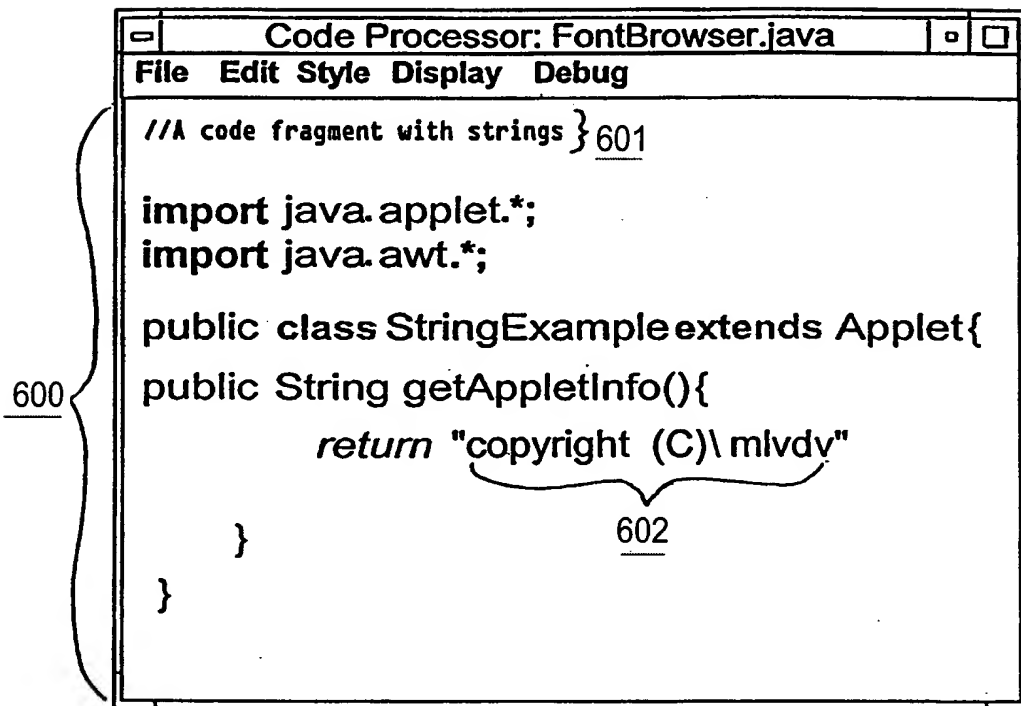 Code Processor: FontBrowser.java
File Edit Style Display Debug
//A code fragment with strings } 601
import java.applet.*;
import java.awt.*;
public class StringExample extends Applet{
600
public String getAppletInfo(){
return "copyright (C)\ mlvdv"
602
}
}